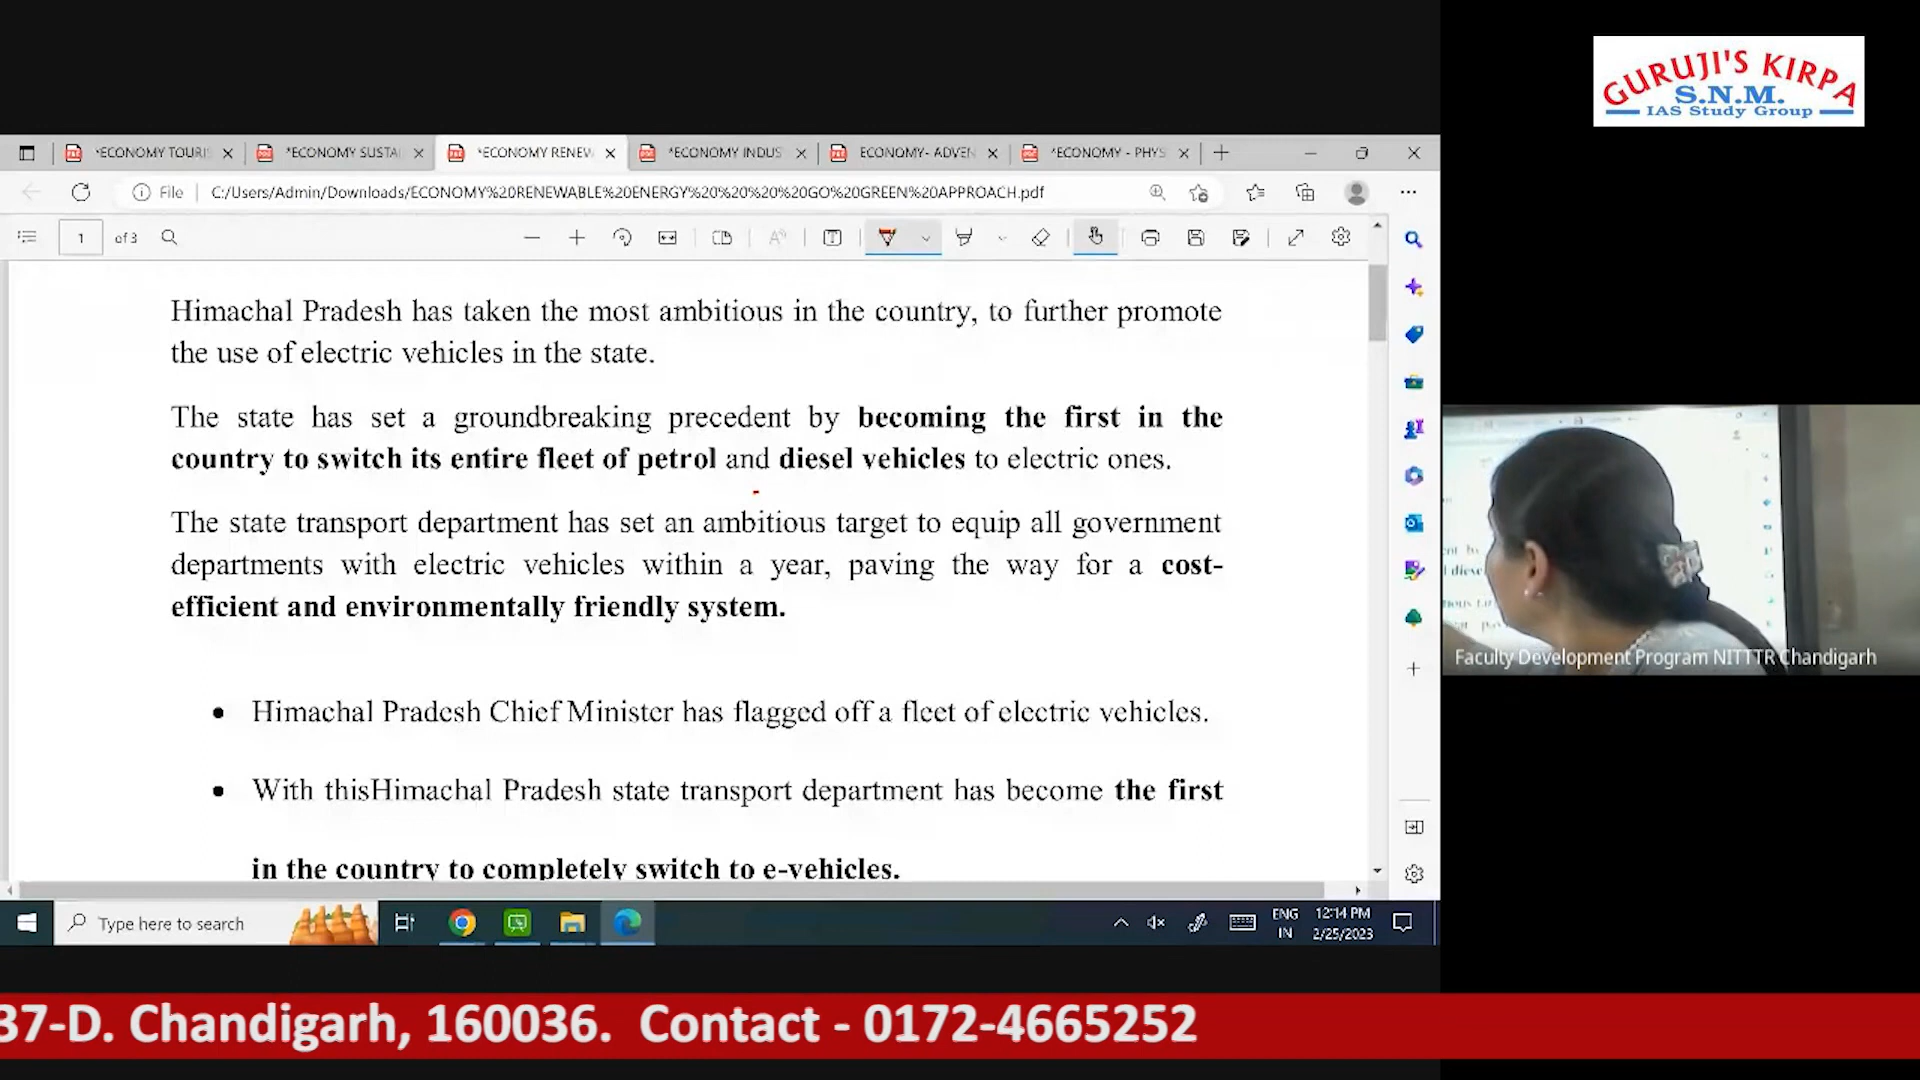 GURUJI'S KIRPA
S.N.M.
IAS Study Group
*ECONOMY TOURIS
*ECONOMY SUSTAI
*ECONOMY RENEW
*ECONOMY INDUS
ECONOMY- ADVEN
*ECONOMY - PHYS
File
C:/Users/Admin/Downloads/ECONOMY%20RENEWABLE%20ENERGY%20%20%20%20GO%20GREEN%20APPROACH.pdf
1 of 3
Himachal Pradesh has taken the most ambitious in the country, to further promote
the use of electric vehicles in the state.
The state has set a groundbreaking precedent by becoming the first in the
country to switch its entire fleet of petrol and diesel vehicles to electric ones.
The state transport department has set an ambitious target to equip all government
departments with electric vehicles within a year, paving the way for a cost-
efficient and environmentally friendly system.
• Himachal Pradesh Chief Minister has flagged off a fleet of electric vehicles.
• With thisHimachal Pradesh state transport department has become the first
in the country to completely switch to e-vehicles.
Faculty Development Program NITTTR Chandigarh
Type here to search
ENG
IN
12:14 PM
2/25/2023
37-D. Chandigarh, 160036. Contact - 0172-4665252